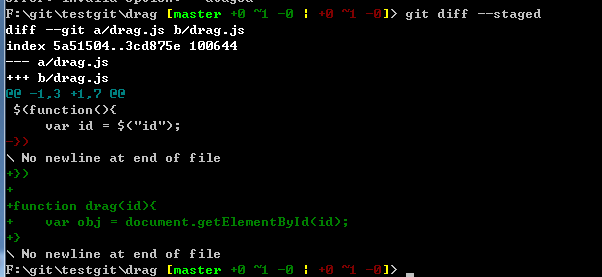 F:\git\testgit\drag [master +0 ~1 -0 | +0 ~1 -0]> git diff --staged
diff --git a/drag.js b/drag.js
index 5a51504..3cd875e 100644
--- a/drag.js
+++ b/drag.js
@@ -1,3 +1,7 @@
 $(function(){
     var id = $("id");
-})
\ No newline at end of file
+})
+
+function drag(id){
+    var obj = document.getElementById(id);
+}
\ No newline at end of file
F:\git\testgit\drag [master +0 ~1 -0 | +0 ~1 -0]>